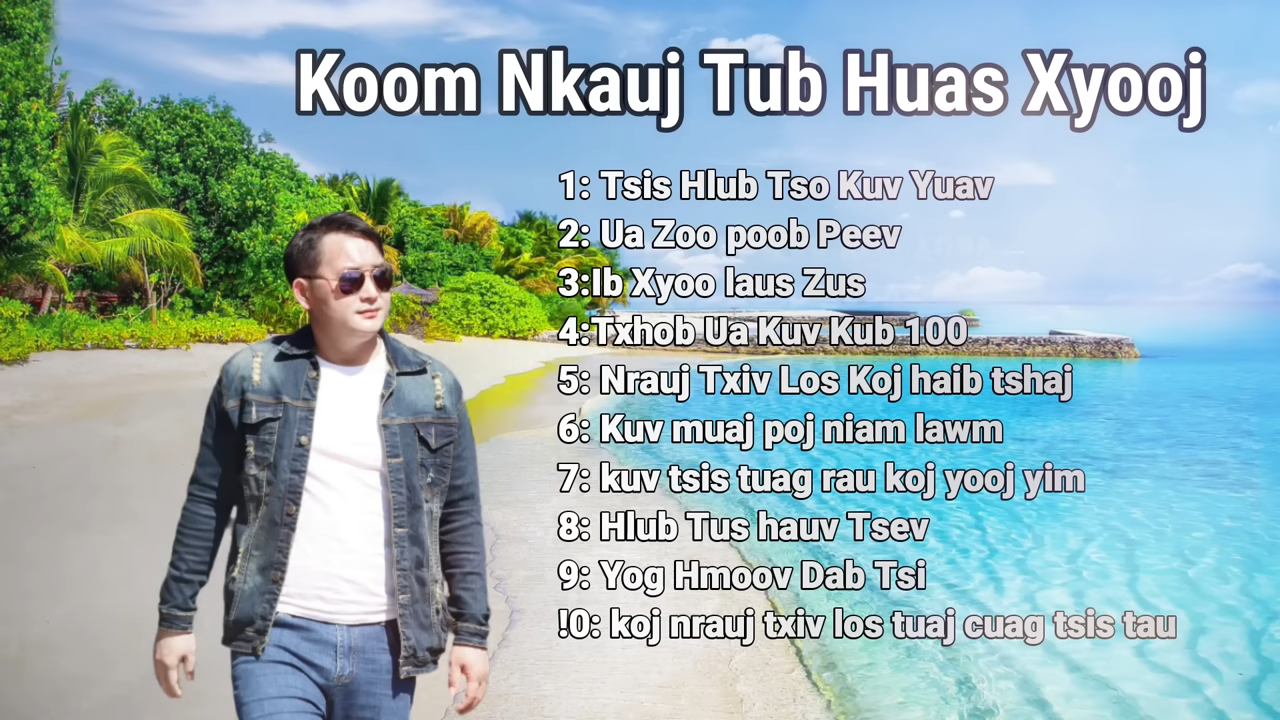 Koom Nkauj Tub Huas Xyooj
1: Tsis Hlub Tso Kuv Yuav
2: Ua Zoo poob Peev
3:Ib Xyoo laus Zus
4:Txhob Ua Kuv Kub 100
5: Nrauj Txiv Los Koj haib tshaj
6: Kuv muaj poj niam lawm
7: kuv tsis tuag rau koj yooj yim
8: Hlub Tus hauv Tsev
9: Yog Hmoov Dab Tsi
!0: koj nrauj txiv los tuaj cuag tsis tau